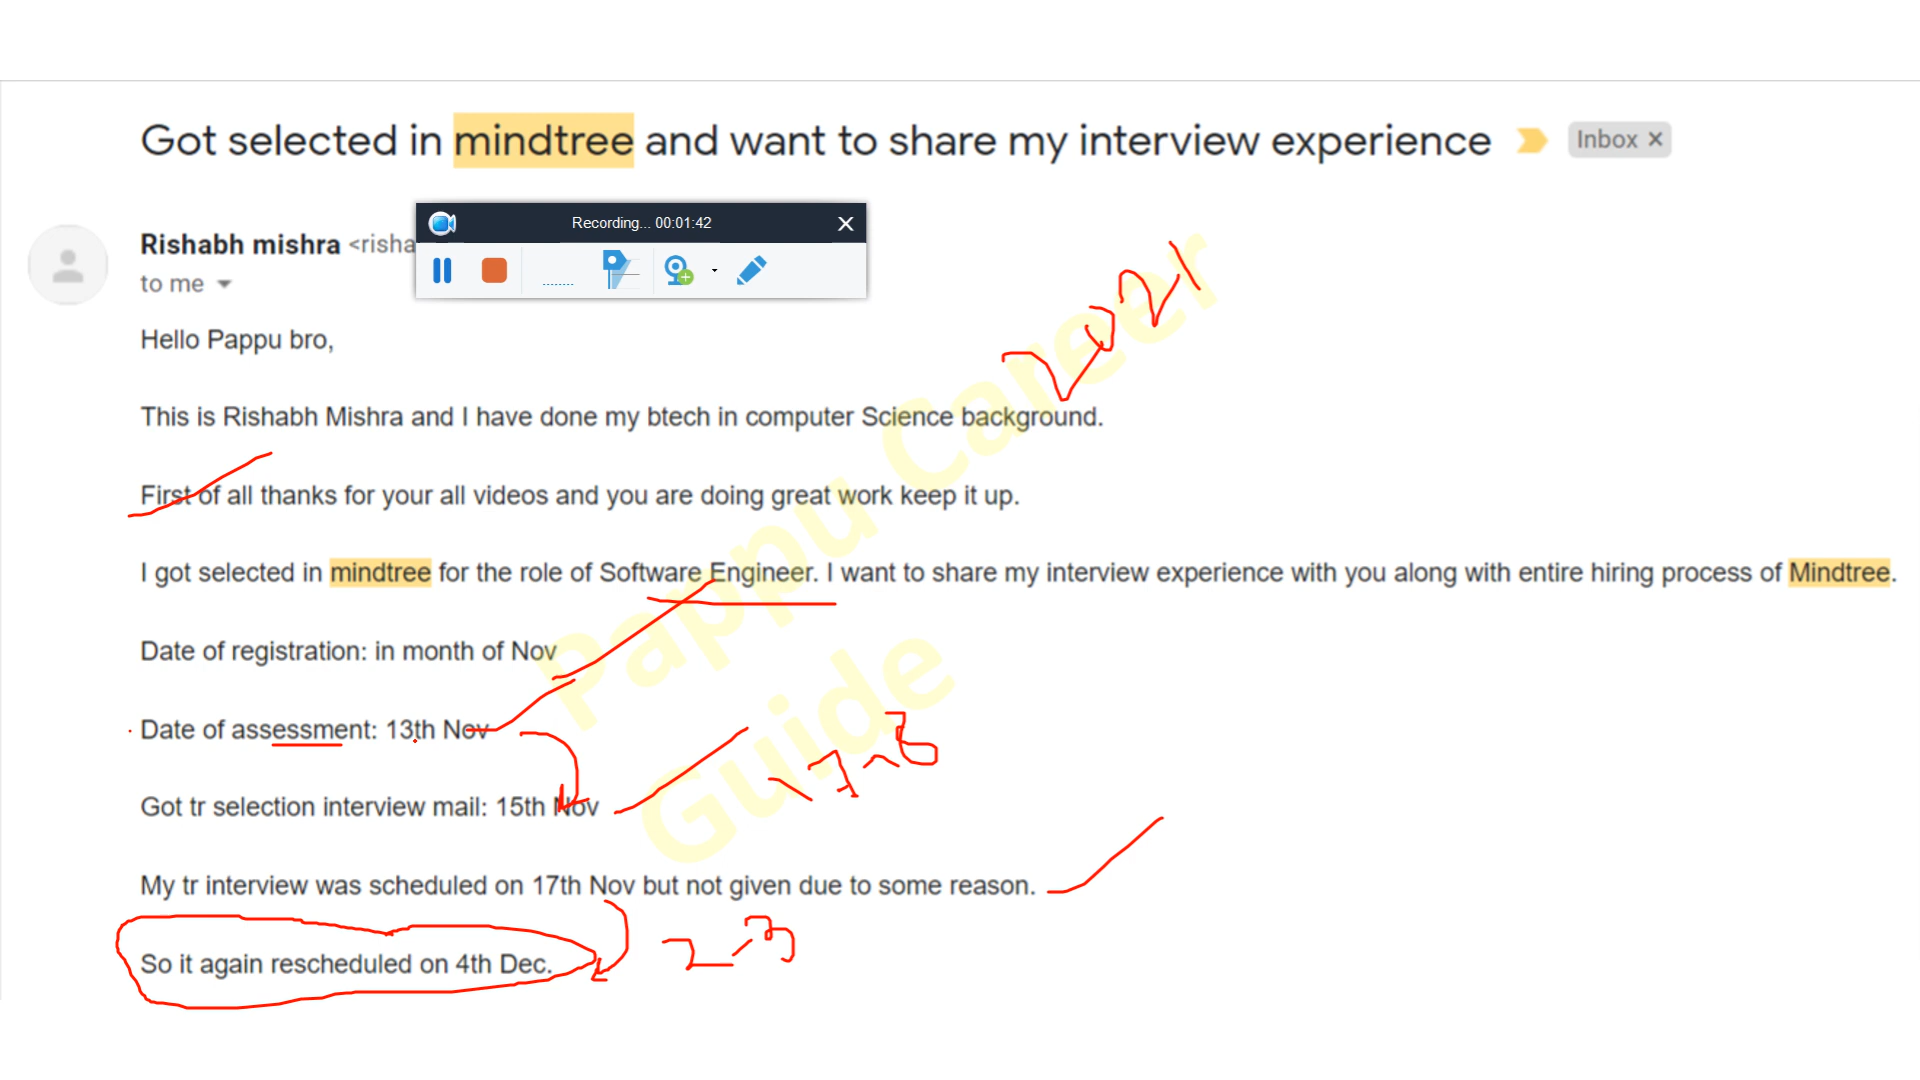 Got selected in mindtree and want to share my interview experience Inbox ×
Recording... 00:01:42
Rishabh mishra <risha
to me
Hello Pappu bro,
2021
This is Rishabh Mishra and I have done my btech in computer Science background.
First of all thanks for your all videos and you are doing great work keep it up.
I got selected in mindtree for the role of Software Engineer. I want to share my interview experience with you along with entire hiring process of Mindtree.
Date of registration: in month of Nov
Date of assessment: 13th Nov
Got tr selection interview mail: 15th Nov
My tr interview was scheduled on 17th Nov but not given due to some reason.
So it again rescheduled on 4th Dec.
Pappu Career
Guide